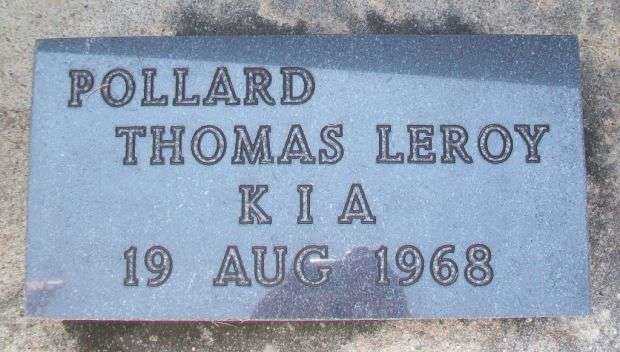 POLLARD
THOMAS LEROY
K I A
19 AUG 1968